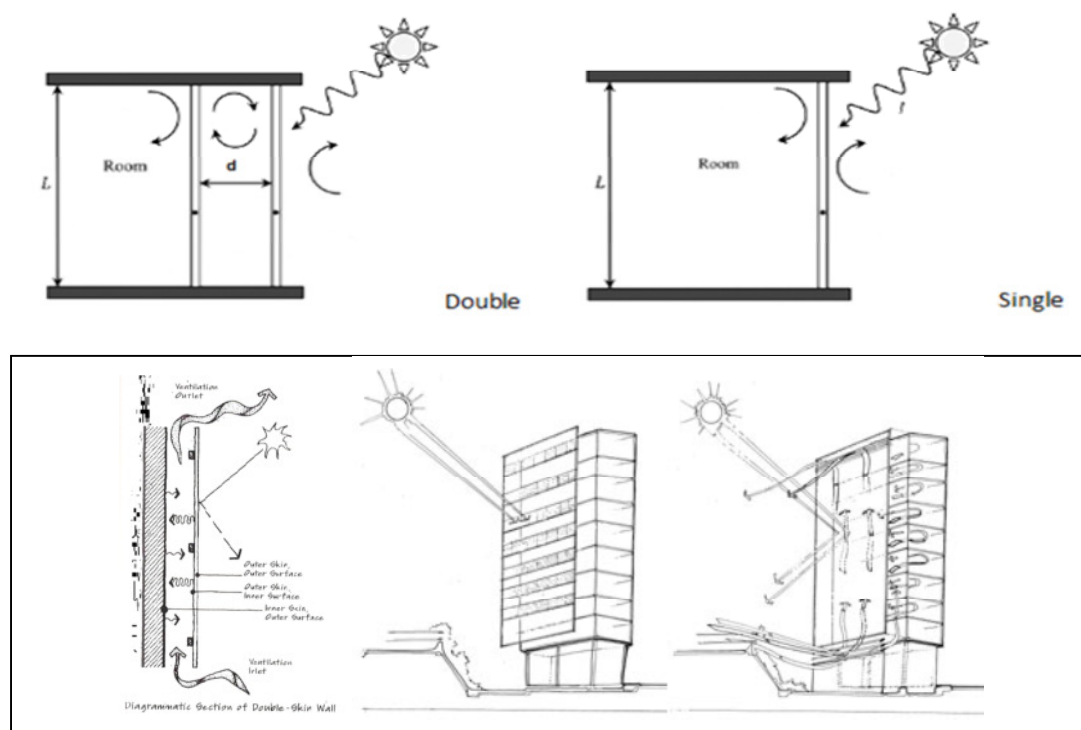 L
Room
d
Double
I
L
Room
Single
Ventilation
Outlet
Outer Skin,
Outer Surface
Outer Skin,
Inner Surface
Inner Skin,
Outer Surface
Ventilation
Inlet
Diagrammatic Section of Double-Skin Wall